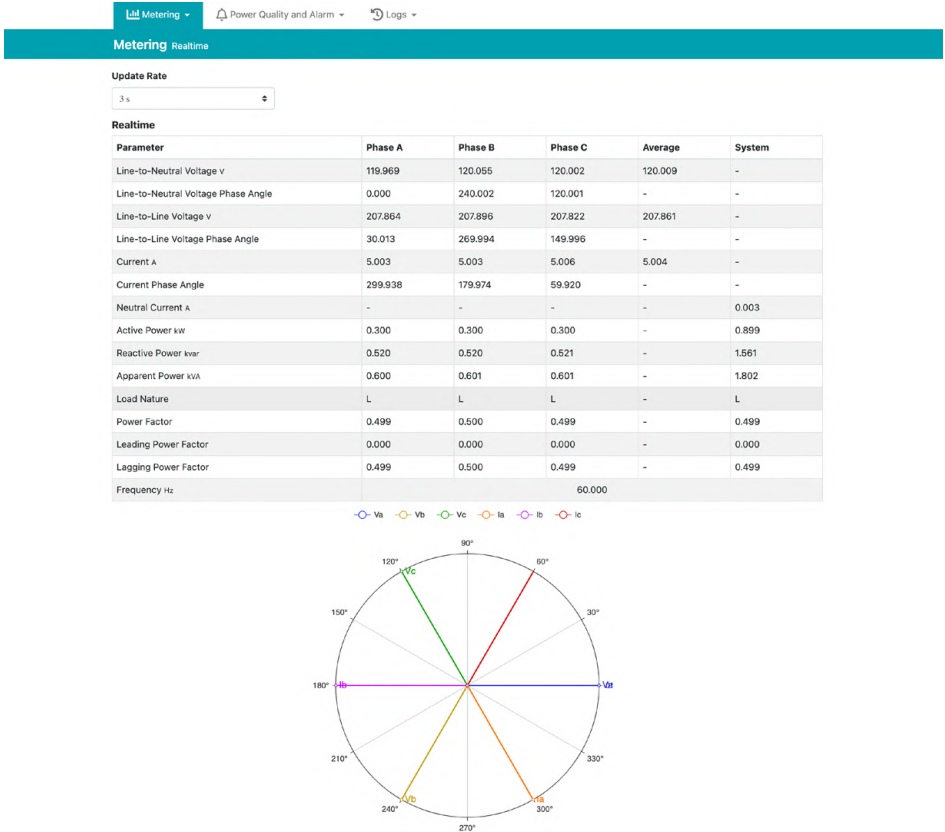 Metering Power Quality and Alarm Logs
Metering Realtime
Update Rate
3 s
Realtime
Parameter Phase A Phase B Phase C Average System
Line-to-Neutral Voltage V 119.969 120.055 120.002 120.009 -
Line-to-Neutral Voltage Phase Angle 0.000 240.002 120.001 - -
Line-to-Line Voltage V 207.864 207.896 207.822 207.861 -
Line-to-Line Voltage Phase Angle 30.013 269.994 149.996 - -
Current A 5.003 5.003 5.006 5.004 -
Current Phase Angle 299.938 179.974 59.920 - -
Neutral Current A - - - - 0.003
Active Power kW 0.300 0.300 0.300 - 0.899
Reactive Power kvar 0.520 0.520 0.521 - 1.561
Apparent Power kVA 0.600 0.601 0.601 - 1.802
Load Nature L L L - L
Power Factor 0.499 0.500 0.499 - 0.499
Leading Power Factor 0.000 0.000 0.000 - 0.000
Lagging Power Factor 0.499 0.500 0.499 - 0.499
Frequency Hz 60.000
Va Vb Vc Ia Ib Ic
90°
120° Vc 60°
150° 30°
180° Ib
210° 330°
240° Vb Ia 300°
270°